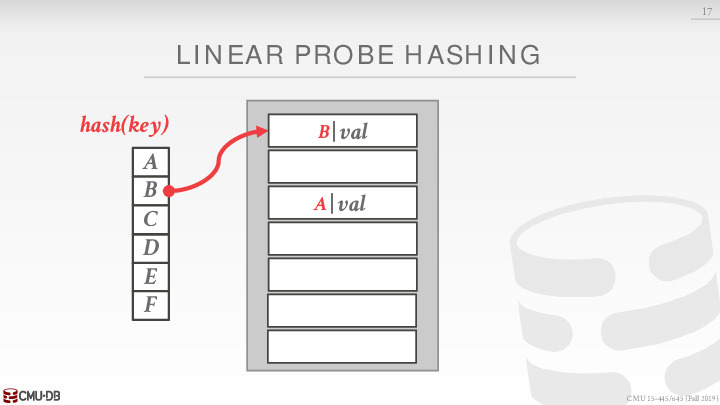 17
LINEAR PROBE HASHING
hash(key)
A
B
C
D
E
F
B|val
A|val
CMU·DB
CMU 15-445/645 (Fall 2019)